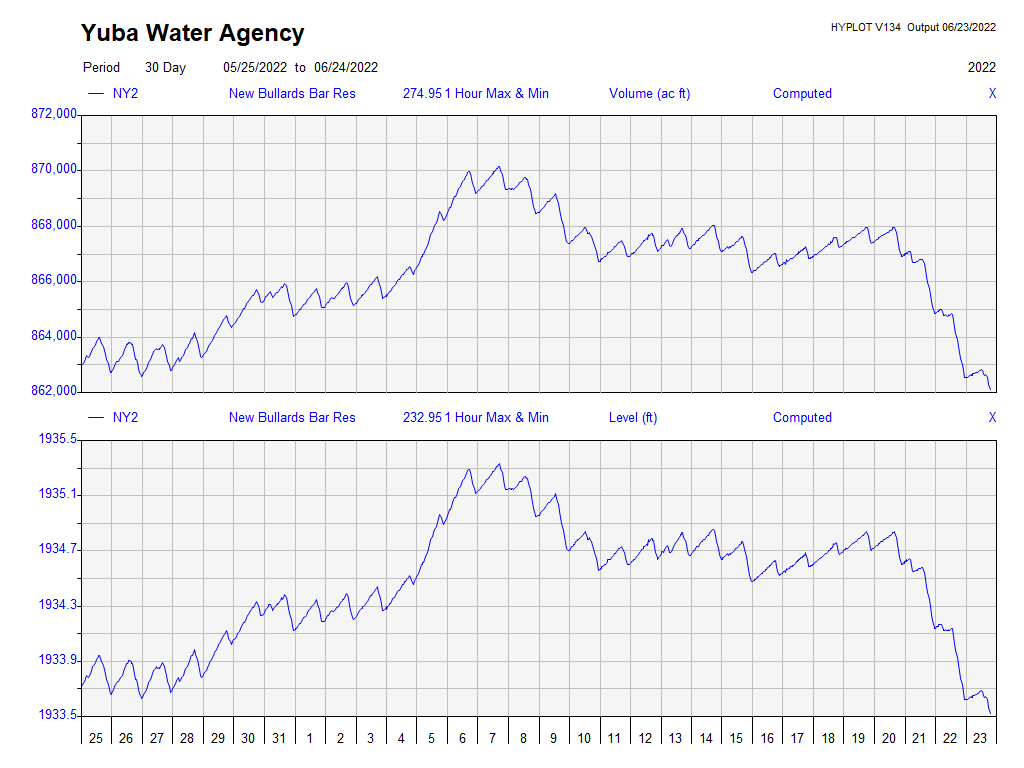 Yuba Water Agency
HYPLOT V134 Output 06/23/2022
Period 30 Day 05/25/2022 to 06/24/2022 2022
NY2 New Bullards Bar Res 274.95 1 Hour Max & Min Volume (ac ft) Computed X
872,000
870,000
868,000
866,000
864,000
862,000
NY2 New Bullards Bar Res 232.95 1 Hour Max & Min Level (ft) Computed X
1935.5
1935.1
1934.7
1934.3
1933.9
1933.5
25 26 27 28 29 30 31 1 2 3 4 5 6 7 8 9 10 11 12 13 14 15 16 17 18 19 20 21 22 23